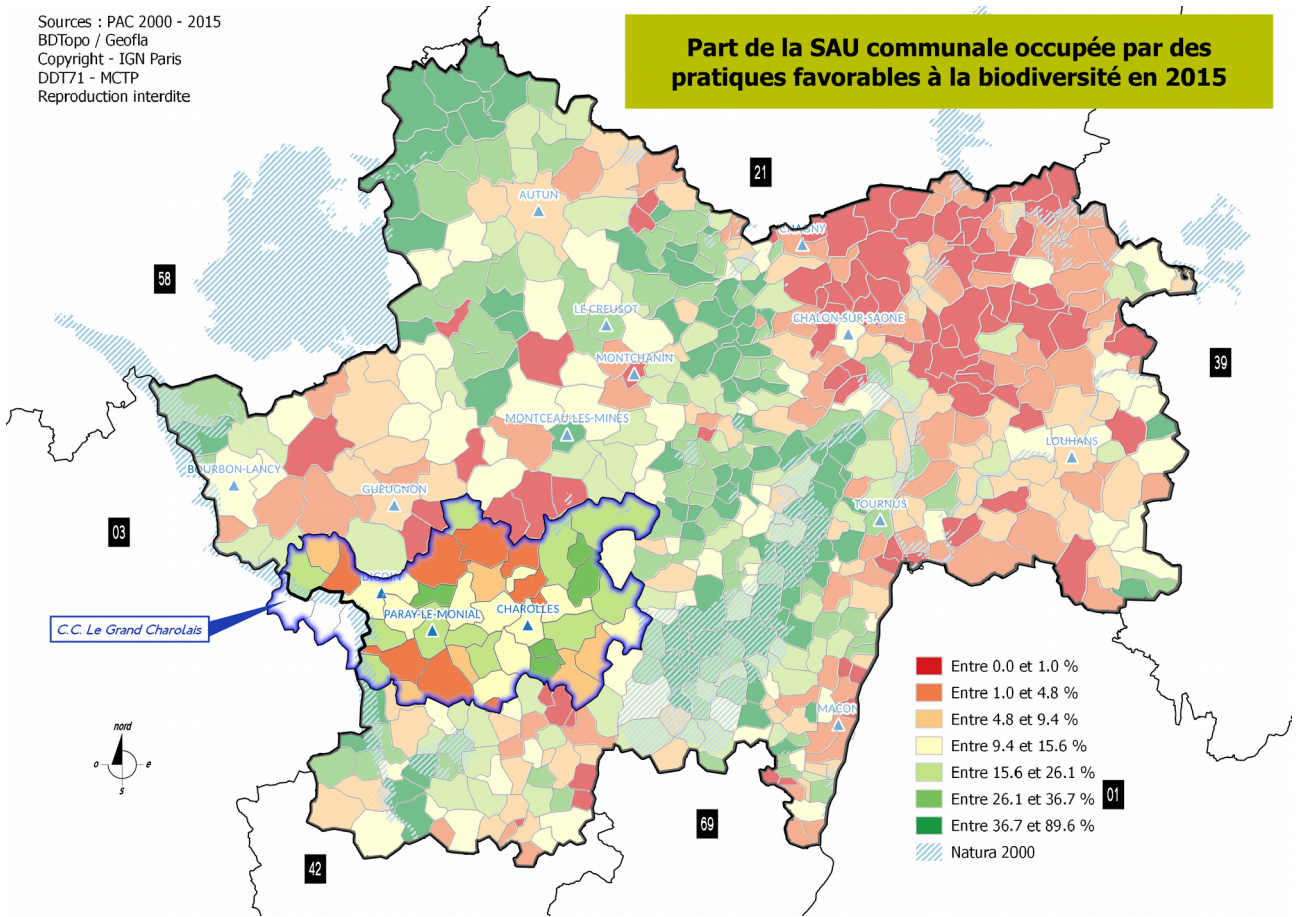 Sources : PAC 2000 - 2015
BDTopo / Geofla
Copyright - IGN Paris
DDT71 - MCTP
Reproduction interdite
Part de la SAU communale occupée par des
pratiques favorables à la biodiversité en 2015
21
AUTUN
CHAGNY
58
LE CREUSOT
CHALON-SUR-SAONE
MONTCHANIN
39
MONTCEAU-LES-MINES
LOUHANS
BOURBON-LANCY
GUEUGNON
TOURNUS
03
DIGOIN
PARAY-LE-MONIAL
CHAROLLES
C.C. Le Grand Charolais
MACON
nord
o
e
s
Entre 0.0 et 1.0 %
Entre 1.0 et 4.8 %
Entre 4.8 et 9.4 %
Entre 9.4 et 15.6 %
Entre 15.6 et 26.1 %
Entre 26.1 et 36.7 %
Entre 36.7 et 89.6 %
Natura 2000
01
69
42